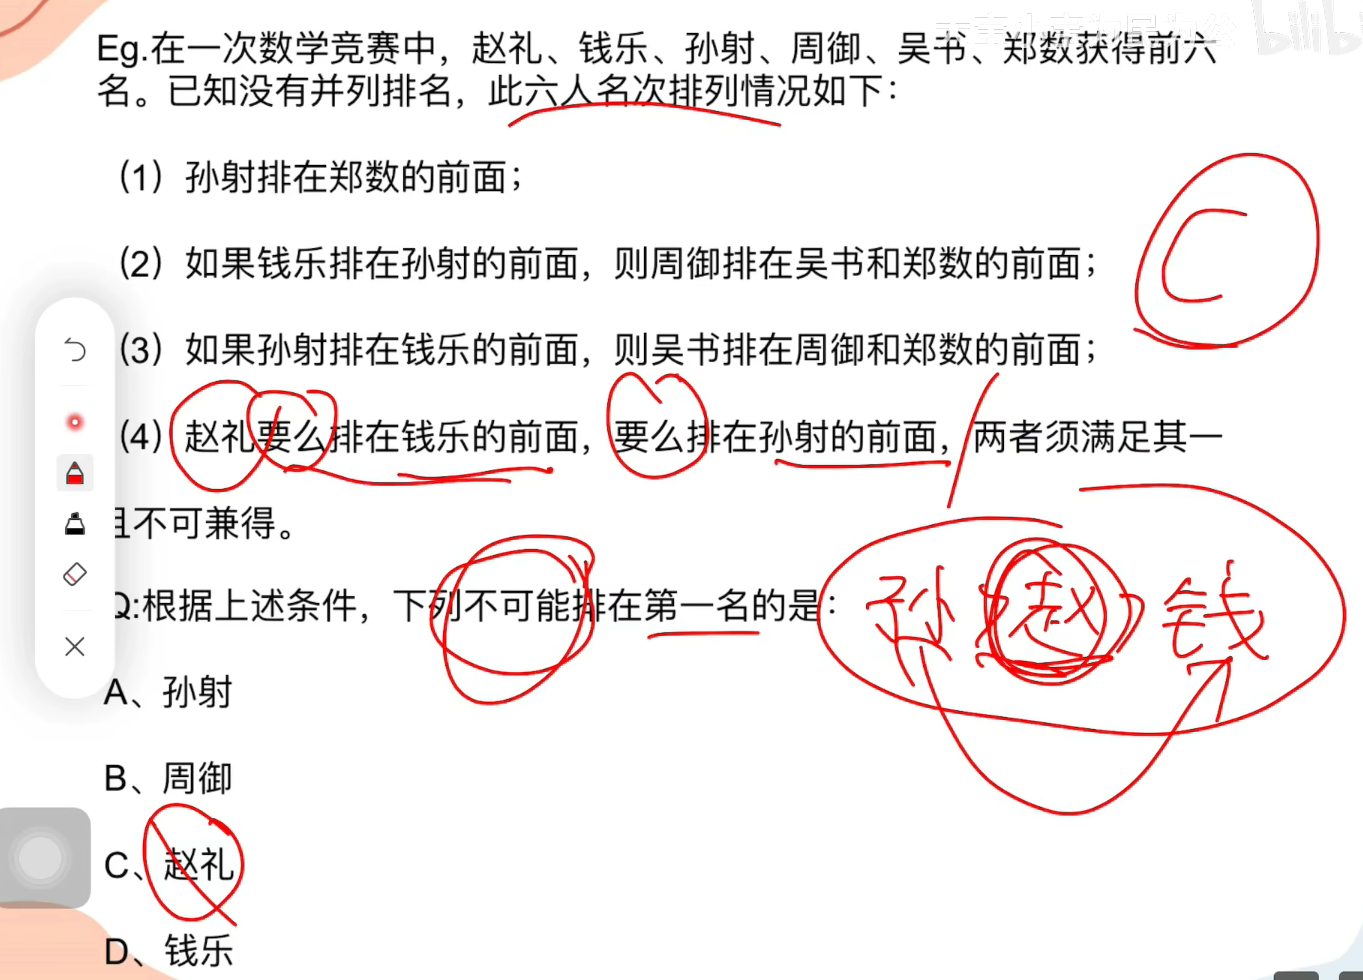 Eg.在一次数学竞赛中，赵礼、钱乐、孙射、周御、吴书、郑数获得前六
名。已知没有并列排名，此六人名次排列情况如下：
（1）孙射排在郑数的前面；
（2）如果钱乐排在孙射的前面，则周御排在吴书和郑数的前面；
（3）如果孙射排在钱乐的前面，则吴书排在周御和郑数的前面；
（4）赵礼要么排在钱乐的前面，要么排在孙射的前面，两者须满足其一
且不可兼得。
Q:根据上述条件，下列不可能排在第一名的是：
A、孙射
B、周御
C、赵礼
D、钱乐
C
孙 赵 钱
bilibili